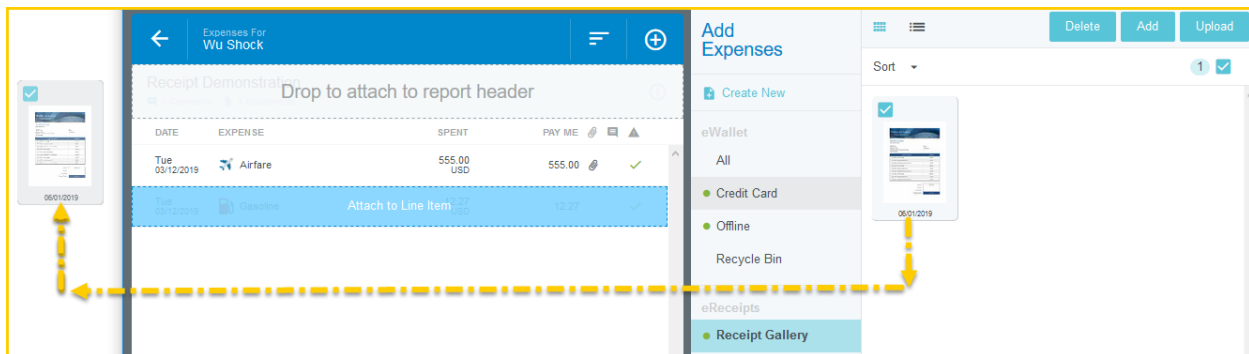 06/01/2019
Expenses For
Wu Shock
Receipt Demonstration
Drop to attach to report header
DATE EXPENSE SPENT PAY ME
Tue
03/12/2019
Airfare
555.00
USD
555.00
Tue
03/12/2019
Gasoline
Attach to Line Item
12.27
USD
12.27
Add
Expenses
Create New
eWallet
All
Credit Card
Offline
Recycle Bin
eReceipts
Receipt Gallery
Delete Add Upload
Sort
1
06/01/2019